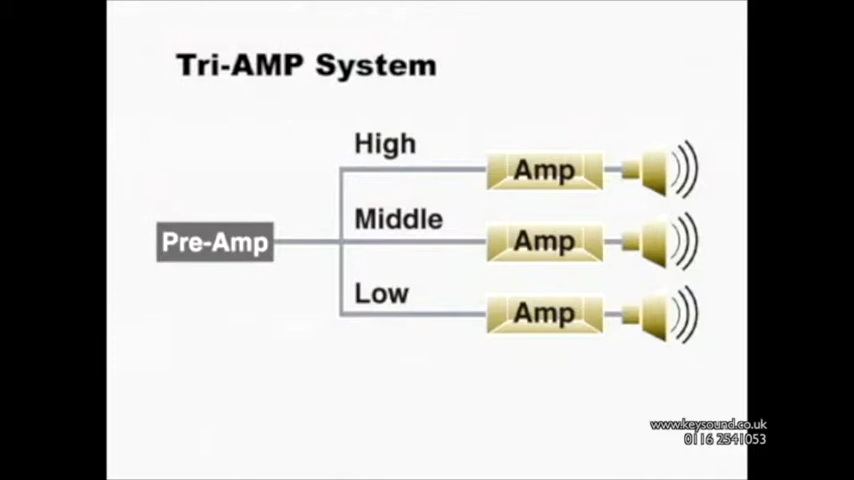 Tri-AMP System
High
Amp
Middle
Pre-Amp
Amp
Low
Amp
www.keysound.co.uk
0116 2541053